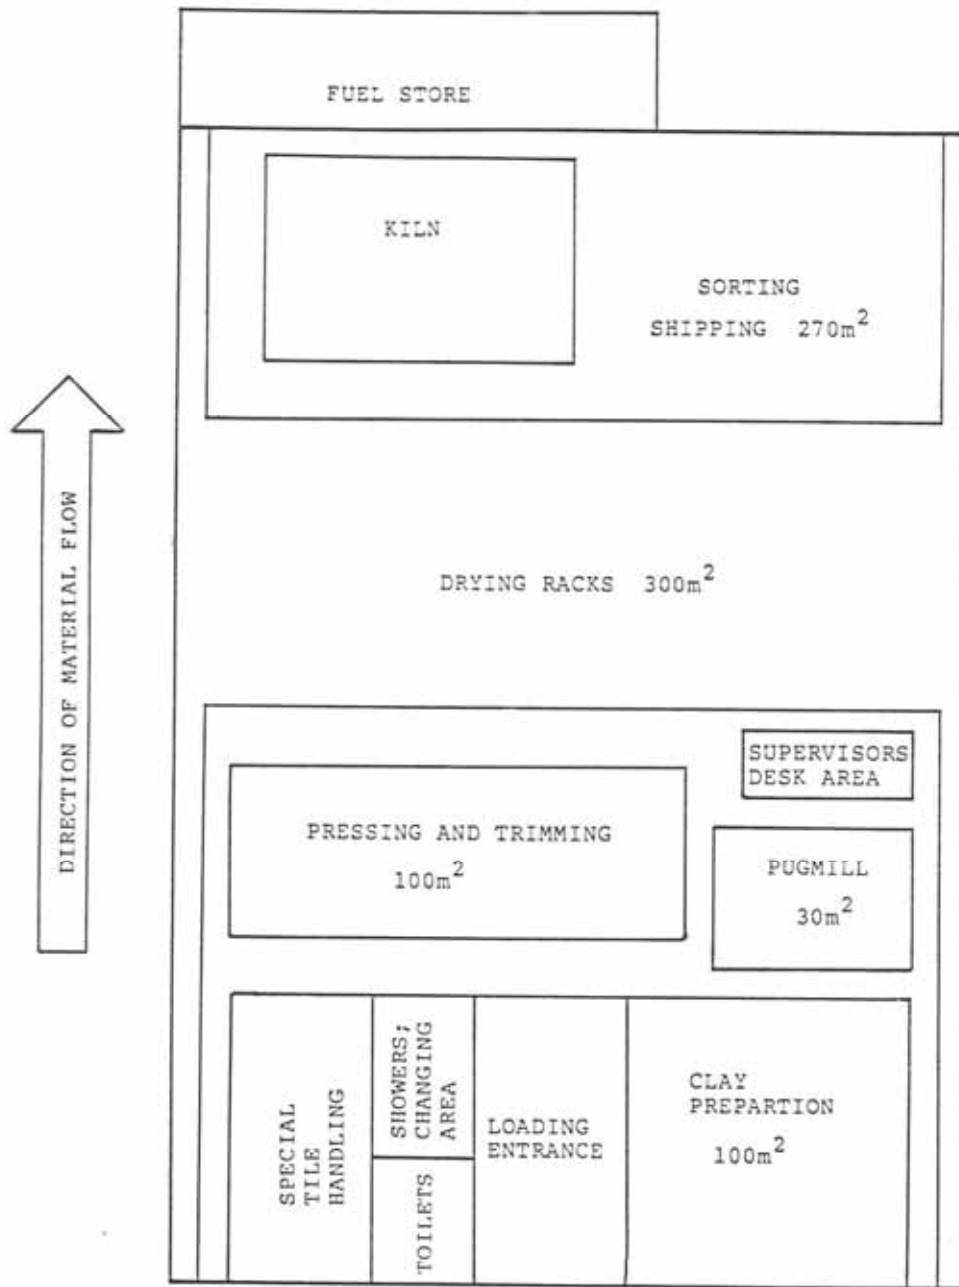 FUEL STORE
KILN
SORTING
SHIPPING 270m²
DIRECTION OF MATERIAL FLOW
DRYING RACKS 300m²
SUPERVISORS
DESK AREA
PRESSING AND TRIMMING
100m²
PUGMILL
30m²
SPECIAL
TILE
HANDLING
SHOWERS;
CHANGING
AREA
TOILETS
LOADING
ENTRANCE
CLAY
PREPARTION
100m²